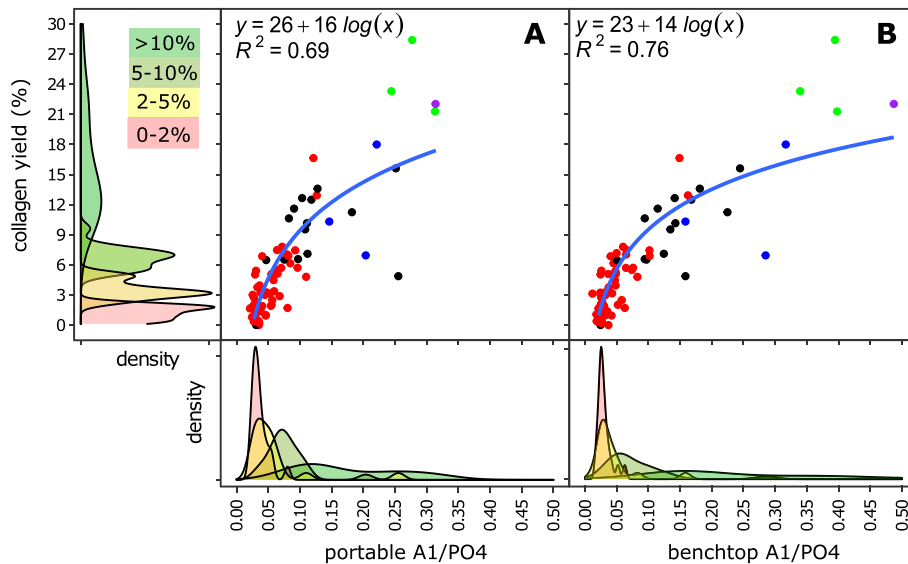 collagen yield (%)
30
27
24
21
18
15
12
9
6
3
0
>10%
5-10%
2-5%
0-2%
density
y = 26 + 16 log(x)
R² = 0.69
A
y = 23 + 14 log(x)
R² = 0.76
B
density
0.00 0.05 0.10 0.15 0.20 0.25 0.30 0.35 0.40 0.45 0.50
portable A1/PO4
0.00 0.05 0.10 0.15 0.20 0.25 0.30 0.35 0.40 0.45 0.50
benchtop A1/PO4